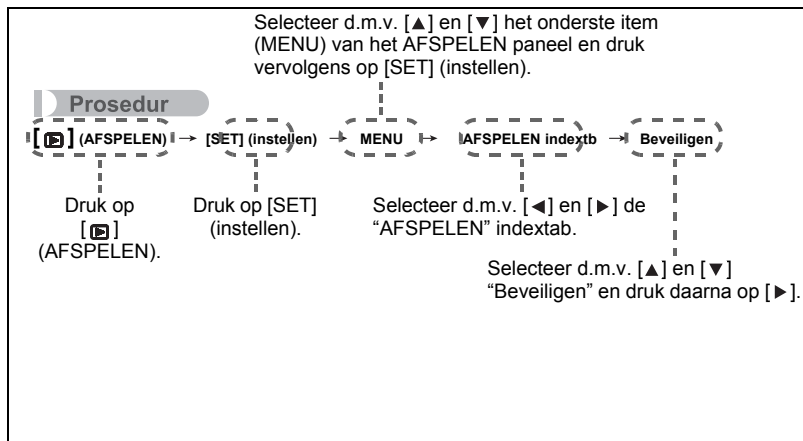 Selecteer d.m.v. [▲] en [▼] het onderste item
(MENU) van het AFSPELEN paneel en druk
vervolgens op [SET] (instellen).
Prosedur
[▶] (AFSPELEN) → [SET] (instellen) → MENU → AFSPELEN indextb → Beveiligen
Druk op
[▶]
(AFSPELEN).
Druk op [SET]
(instellen).
Selecteer d.m.v. [◀] en [▶] de
“AFSPELEN” indextab.
Selecteer d.m.v. [▲] en [▼]
“Beveiligen” en druk daarna op [▶].